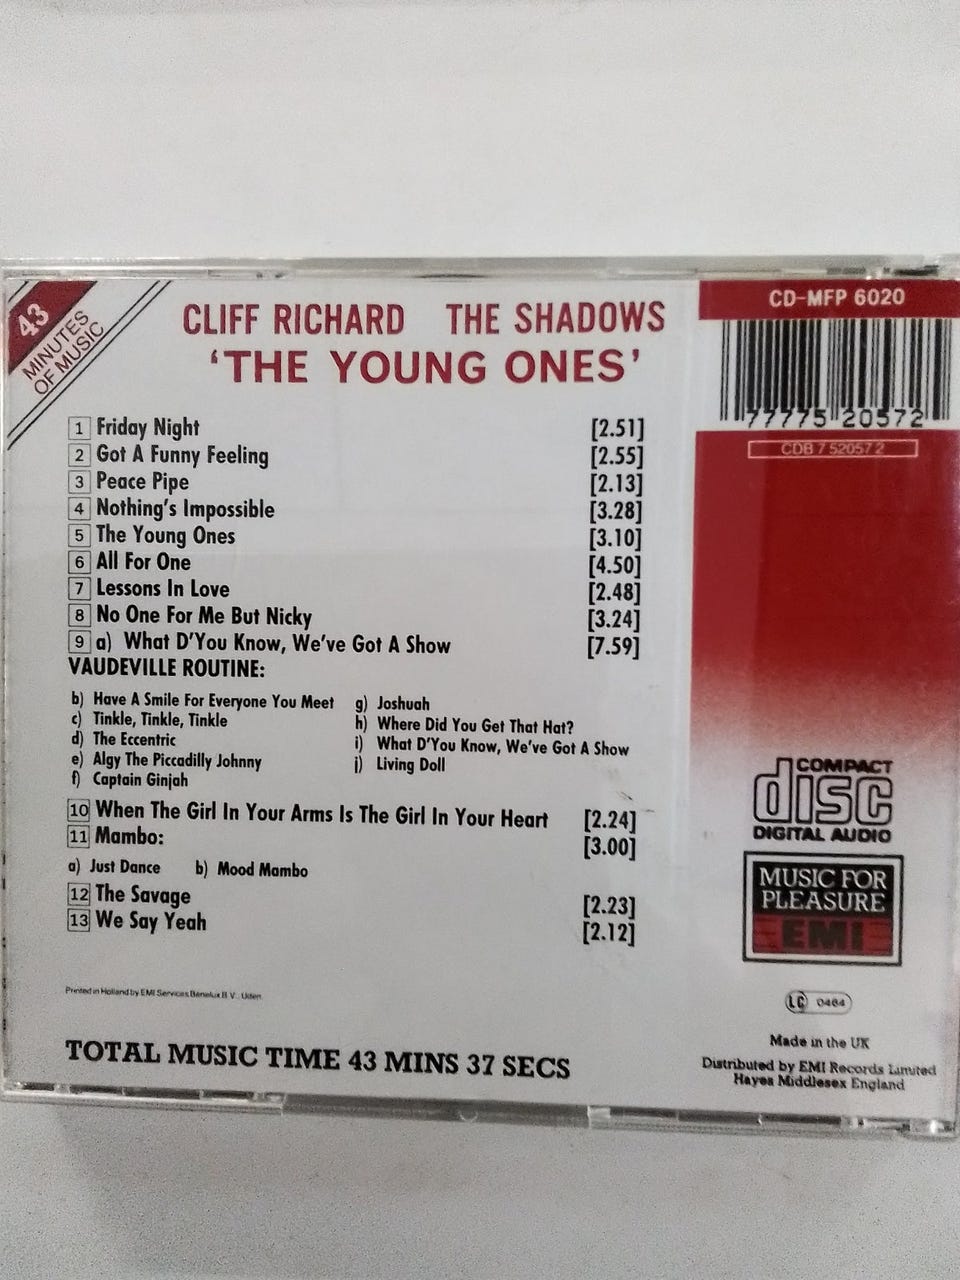 43
MINUTES
OF MUSIC
CLIFF RICHARD THE SHADOWS
'THE YOUNG ONES'
1 Friday Night [2.51]
2 Got A Funny Feeling [2.55]
3 Peace Pipe [2.13]
4 Nothing's Impossible [3.28]
5 The Young Ones [3.10]
6 All For One [4.50]
7 Lessons In Love [2.48]
8 No One For Me But Nicky [3.24]
9 a) What D'You Know, We've Got A Show [7.59]
VAUDEVILLE ROUTINE:
b) Have A Smile For Everyone You Meet
c) Tinkle, Tinkle, Tinkle
d) The Eccentric
e) Algy The Piccadilly Johnny
f) Captain Ginjah
g) Joshuah
h) Where Did You Get That Hat?
i) What D'You Know, We've Got A Show
j) Living Doll
10 When The Girl In Your Arms Is The Girl In Your Heart [2.24]
11 Mambo: [3.00]
a) Just Dance b) Mood Mambo
12 The Savage [2.23]
13 We Say Yeah [2.12]
Printed in Holland by EMI Services Benelux B.V., Uden.
TOTAL MUSIC TIME 43 MINS 37 SECS
CD-MFP 6020
77775 20572
CDB 7 52057 2
COMPACT
disc
DIGITAL AUDIO
MUSIC FOR
PLEASURE
EMI
LC 0464
Made in the UK
Distributed by EMI Records Limited
Hayes Middlesex England